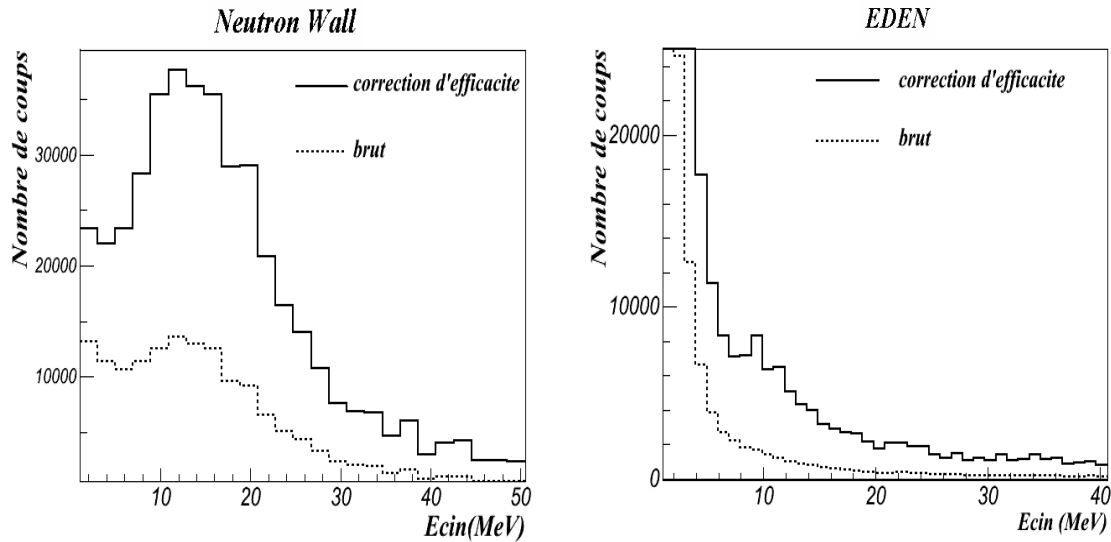 Neutron Wall
Nombre de coups
30000
20000
10000
correction d'efficacite
brut
10 20 30 40 50
Ecin(MeV)
EDEN
Nombre de coups
20000
10000
0
correction d'efficacite
brut
10 20 30 40
Ecin (MeV)